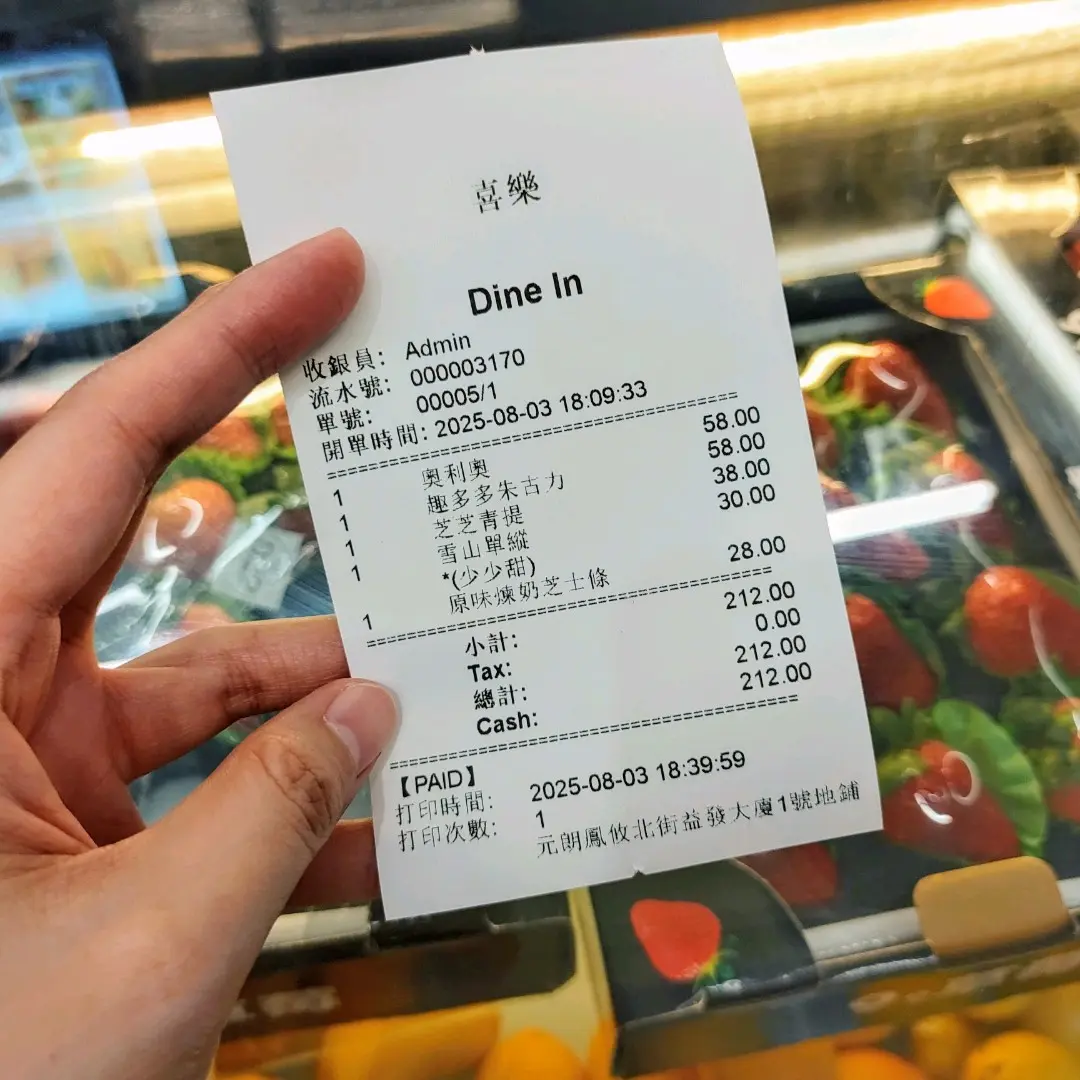 喜樂
Dine In
收銀員: Admin
流水號: 000003170
單號: 00005/1
開單時間: 2025-08-03 18:09:33
1 奧利奧 58.00
1 趣多多朱古力 58.00
1 芝芝青提 38.00
1 雪山單縱 30.00
*(少少甜)
1 原味煉奶芝士條 28.00
小計: 212.00
Tax: 0.00
總計: 212.00
Cash: 212.00
【PAID】
打印時間: 2025-08-03 18:39:59
打印次數: 1
元朗鳳攸北街益發大廈1號地鋪